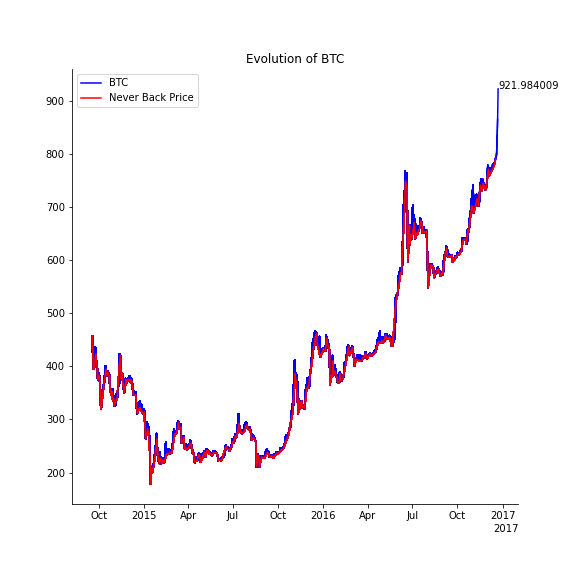 Evolution of BTC
BTC
Never Back Price
921.984009
900
800
700
600
500
400
300
200
Oct 2015 Apr Jul Oct 2016 Apr Jul Oct 2017
2017